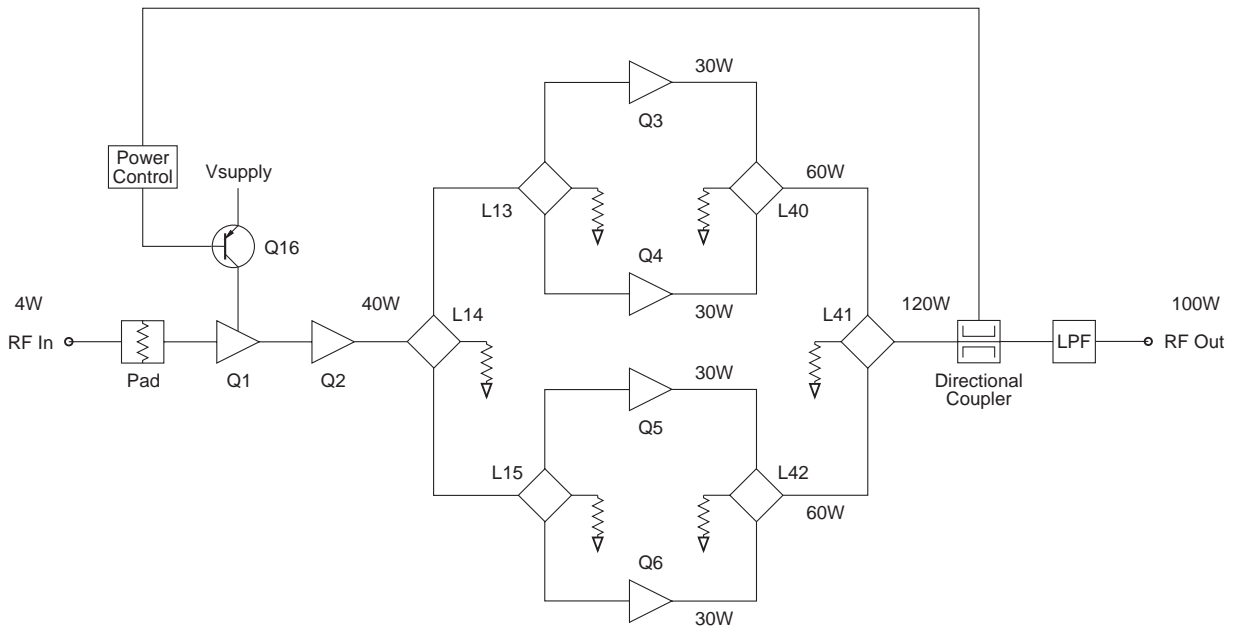 30W
Q3
Power
Control
Vsupply
60W
L13
L40
Q16
Q4
4W
40W
L14
30W
L41
120W
100W
RF In
LPF
RF Out
Pad
Q1
Q2
30W
Directional
Coupler
Q5
L15
L42
60W
Q6
30W